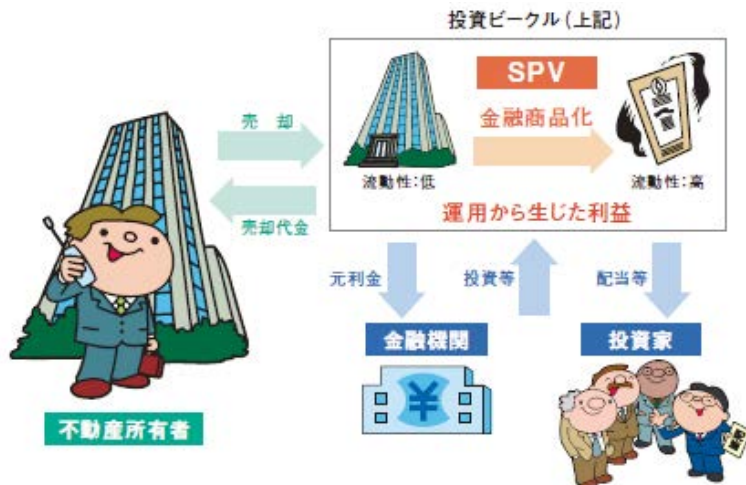 投資ビークル(上記)
SPV
売 却
金融商品化
流動性:低
流動性:高
売却代金
運用から生じた利益
元利金
投資等
配当等
金融機関
投資家
¥
不動産所有者